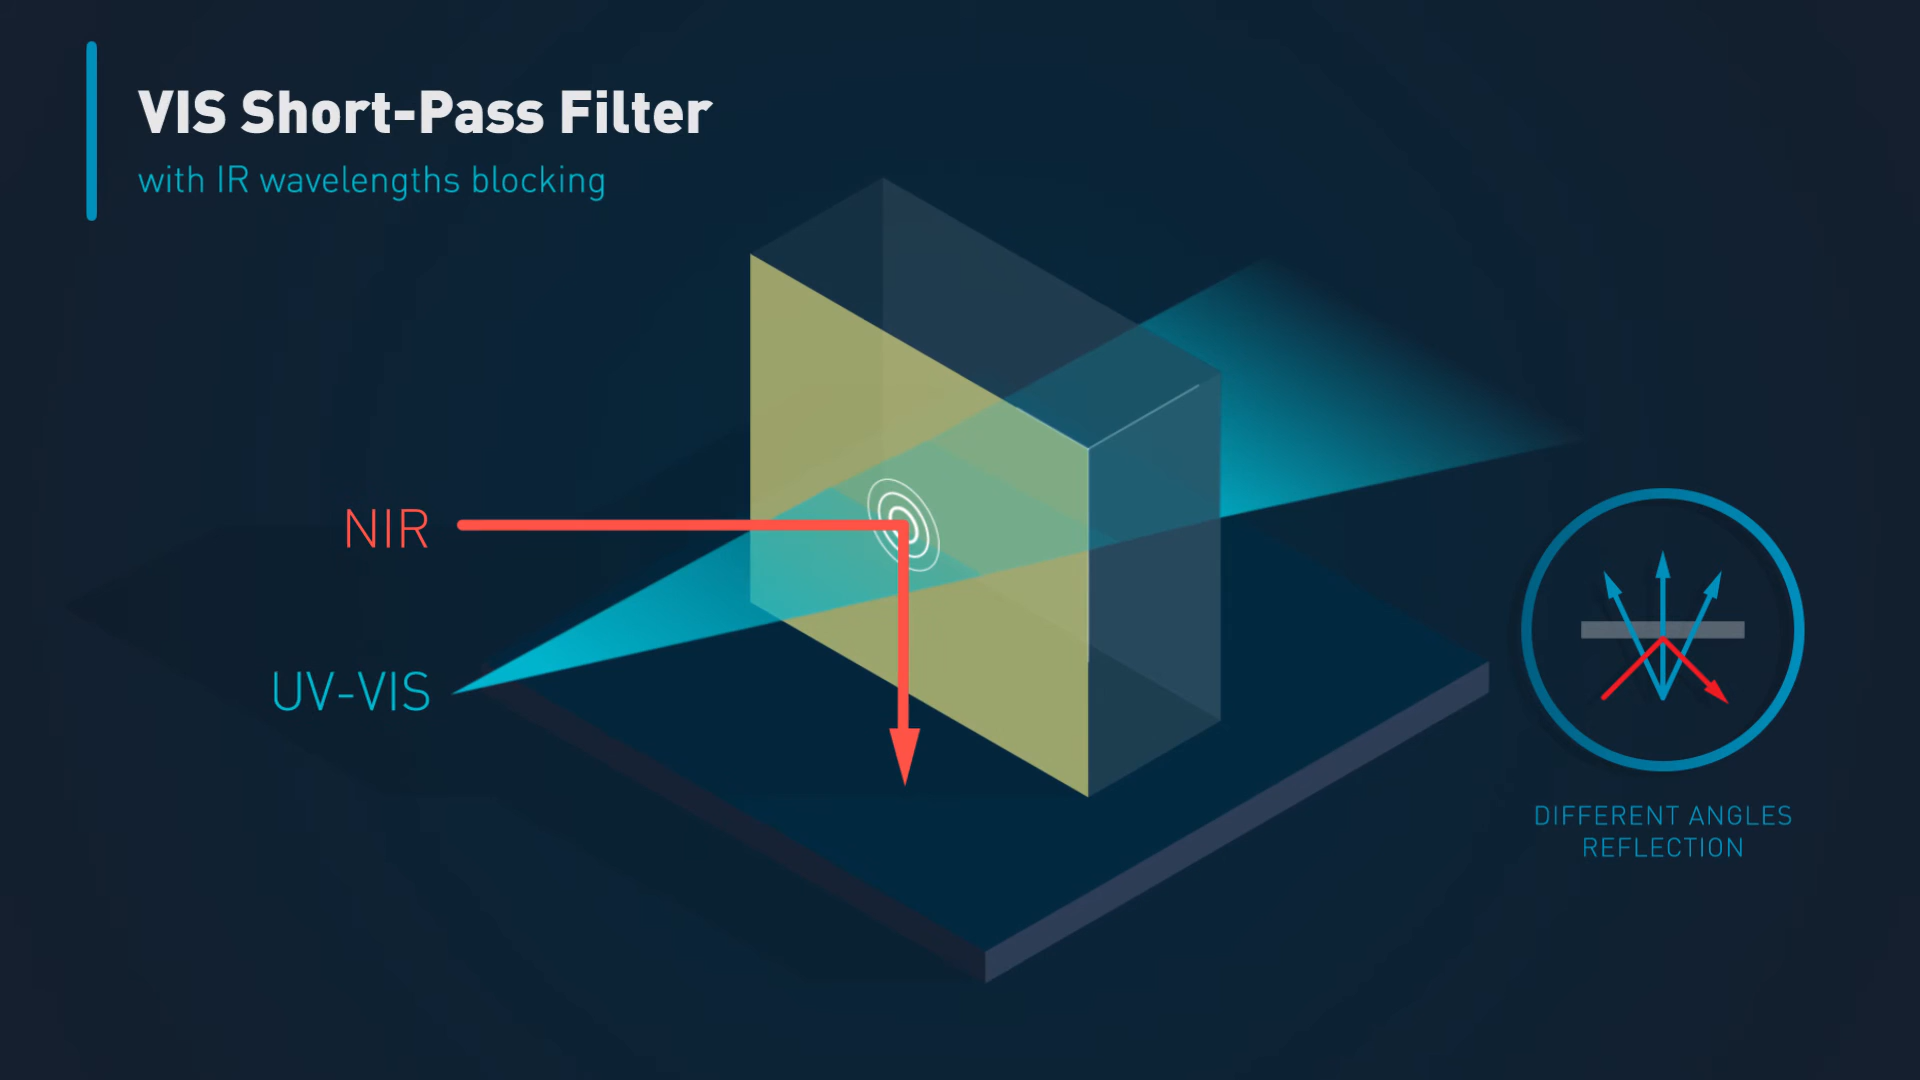 VIS Short-Pass Filter
with IR wavelengths blocking
NIR
UV-VIS
DIFFERENT ANGLES
REFLECTION